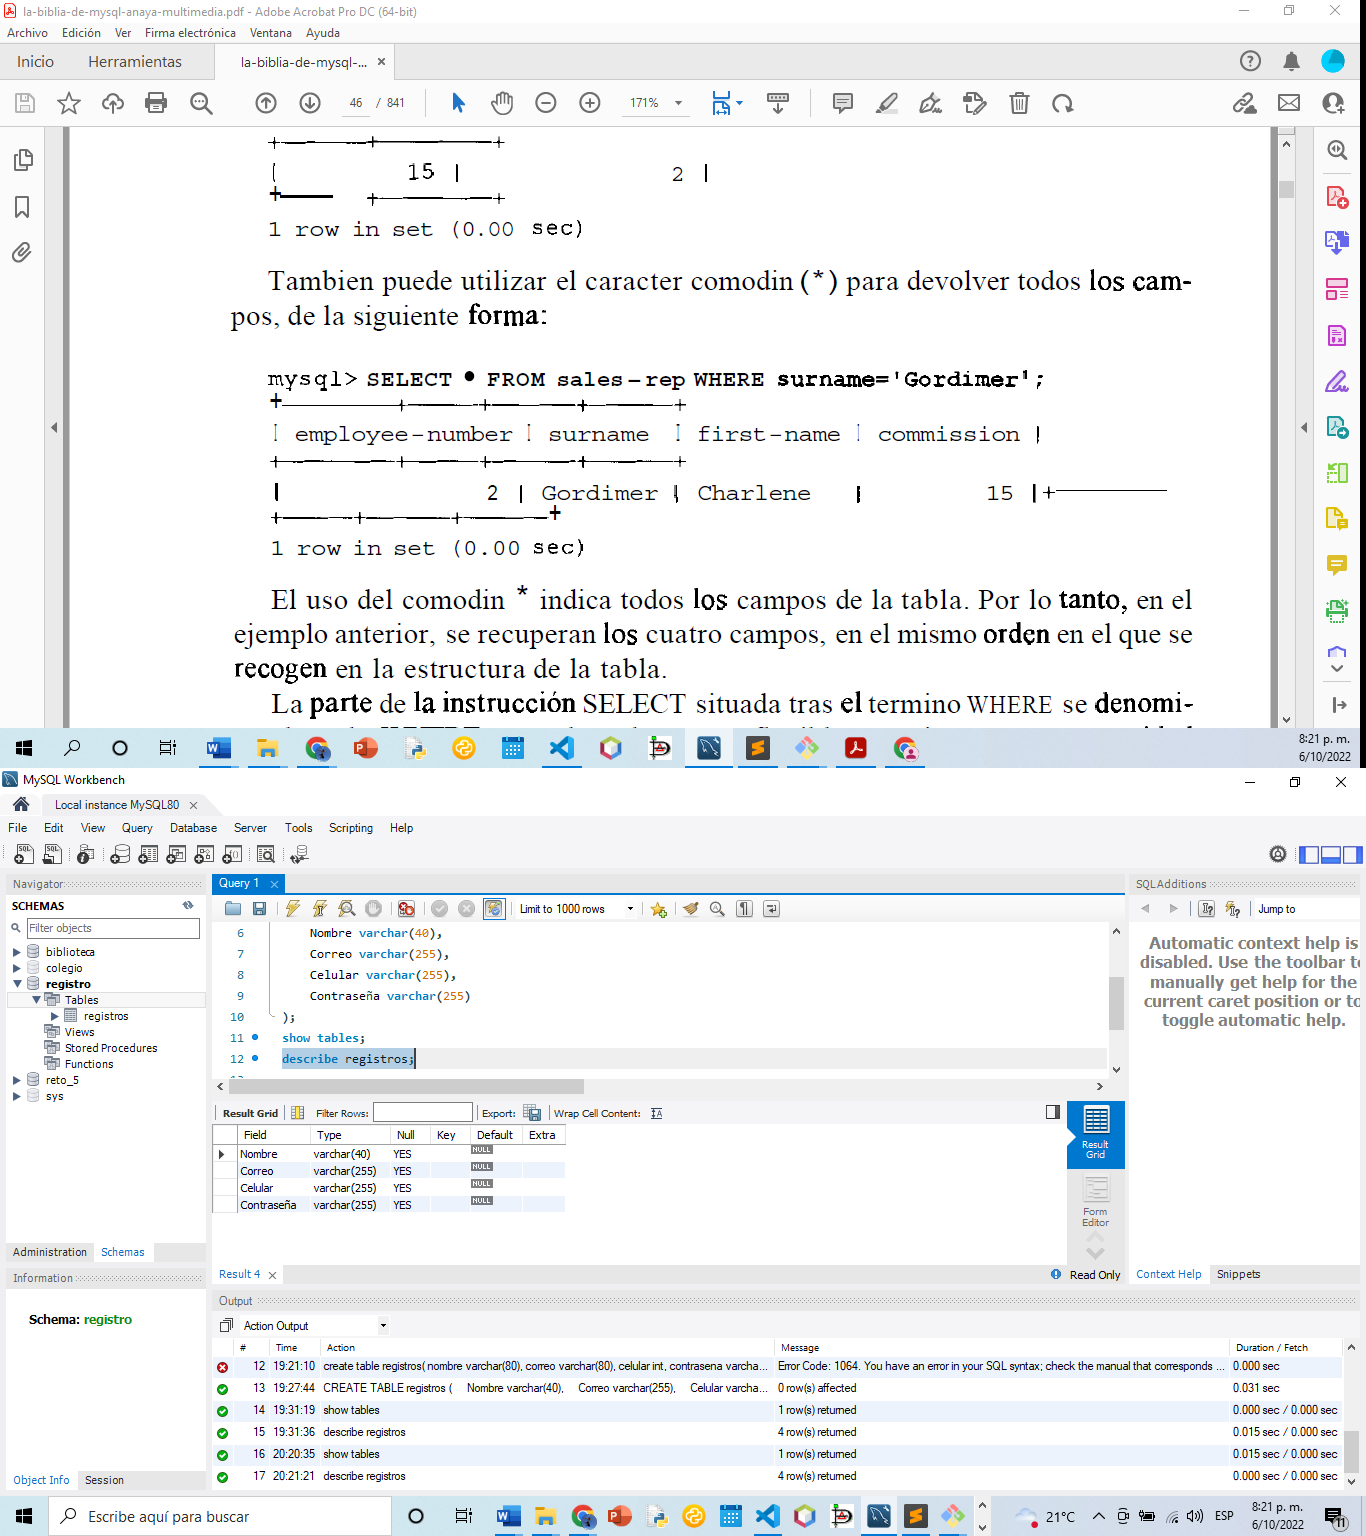 la-biblia-de-mysql-anaya-multimedia.pdf - Adobe Acrobat Pro DC (64-bit)
Archivo Edición Ver Firma electrónica Ventana Ayuda
Inicio Herramientas la-biblia-de-mysql-... ×
46 / 841 171%
15 | 2 |
1 row in set (0.00 sec)
Tambien puede utilizar el caracter comodin (*) para devolver todos los cam-
pos, de la siguiente forma:
mysql> SELECT • FROM sales-rep WHERE surname='Gordimer';
| employee-number | surname | first-name | commission |
| 2 | Gordimer | Charlene | 15 |+
1 row in set (0.00 sec)
El uso del comodin * indica todos los campos de la tabla. Por lo tanto, en el
ejemplo anterior, se recuperan los cuatro campos, en el mismo orden en el que se
recogen en la estructura de la tabla.
La parte de la instrucción SELECT situada tras el termino WHERE se denomi-
8:21 p. m.
6/10/2022
MySQL Workbench
Local instance MySQL80 ×
File Edit View Query Database Server Tools Scripting Help
Navigator
SCHEMAS
Filter objects
biblioteca
colegio
registro
Tables
registros
Views
Stored Procedures
Functions
reto_5
sys
Administration Schemas
Information
Schema: registro
Object Info Session
Query 1 ×
Limit to 1000 rows
6 Nombre varchar(40),
7 Correo varchar(255),
8 Celular varchar(255),
9 Contraseña varchar(255)
10 );
11 show tables;
12 describe registros;
Result Grid Filter Rows: Export: Wrap Cell Content:
Field Type Null Key Default Extra
Nombre varchar(40) YES NULL
Correo varchar(255) YES NULL
Celular varchar(255) YES NULL
Contraseña varchar(255) YES NULL
Result Grid
Form Editor
Result 4 × Read Only
SQLAdditions
Jump to
Automatic context help is
disabled. Use the toolbar to
manually get help for the
current caret position or to
toggle automatic help.
Context Help Snippets
Output
Action Output
# Time Action Message Duration / Fetch
12 19:21:10 create table registros( nombre varchar(80), correo varchar(80), celular int, contrasena varcha... Error Code: 1064. You have an error in your SQL syntax; check the manual that corresponds ... 0.000 sec
13 19:27:44 CREATE TABLE registros ( Nombre varchar(40), Correo varchar(255), Celular varcha... 0 row(s) affected 0.031 sec
14 19:31:19 show tables 1 row(s) returned 0.000 sec / 0.000 sec
15 19:31:36 describe registros 4 row(s) returned 0.015 sec / 0.000 sec
16 20:20:35 show tables 1 row(s) returned 0.015 sec / 0.000 sec
17 20:21:21 describe registros 4 row(s) returned 0.000 sec / 0.000 sec
Escribe aquí para buscar
21°C ESP
8:21 p. m.
6/10/2022
11